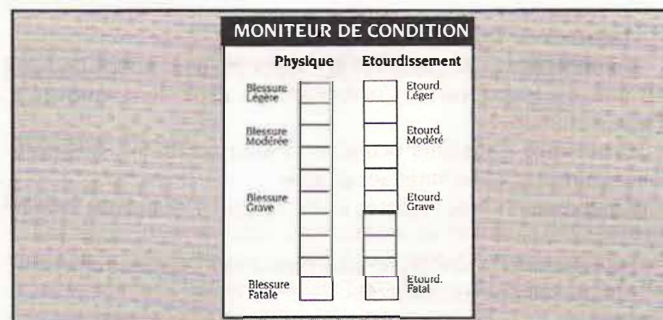 MONITEUR DE CONDITION
Physique Etourdissement
Blessure
Légère
Etourd.
Léger
Blessure
Modérée
Etourd.
Modéré
Blessure
Grave
Etourd.
Grave
Blessure
Fatale
Etourd.
Fatal